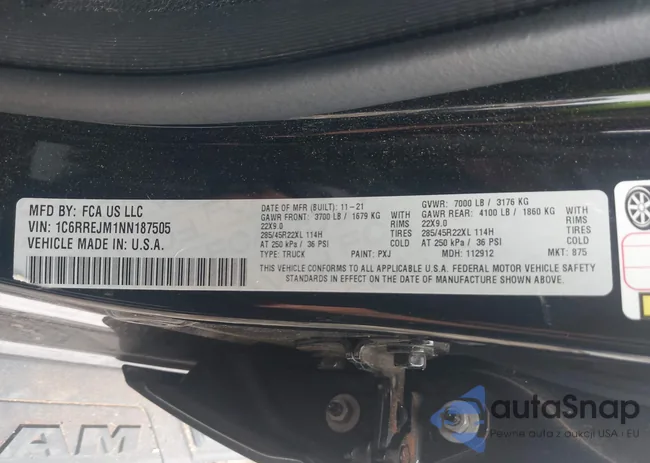 MFD BY: FCA US LLC
VIN: 1C6RREJM1NN187505
VEHICLE MADE IN U.S.A.
DATE OF MFR (BUILT): 11-21
GVWR: 7000 LB / 3176 KG
GAWR FRONT: 3700 LB / 1679 KG WITH
GAWR REAR: 4100 LB / 1860 KG WITH
22X9.0 RIMS
22X9.0 RIMS
285/45R22XL 114H TIRES
285/45R22XL 114H TIRES
AT 250 kPa / 36 PSI COLD
AT 250 kPa / 36 PSI COLD
TYPE: TRUCK PAINT: PXJ MDH: 112912 MKT: 875
THIS VEHICLE CONFORMS TO ALL APPLICABLE U.S.A. FEDERAL MOTOR VEHICLE SAFETY
STANDARDS IN EFFECT ON THE DATE OF MANUFACTURE SHOWN ABOVE.
AM
autaSnap
Pewne auta z aukcji USA i EU